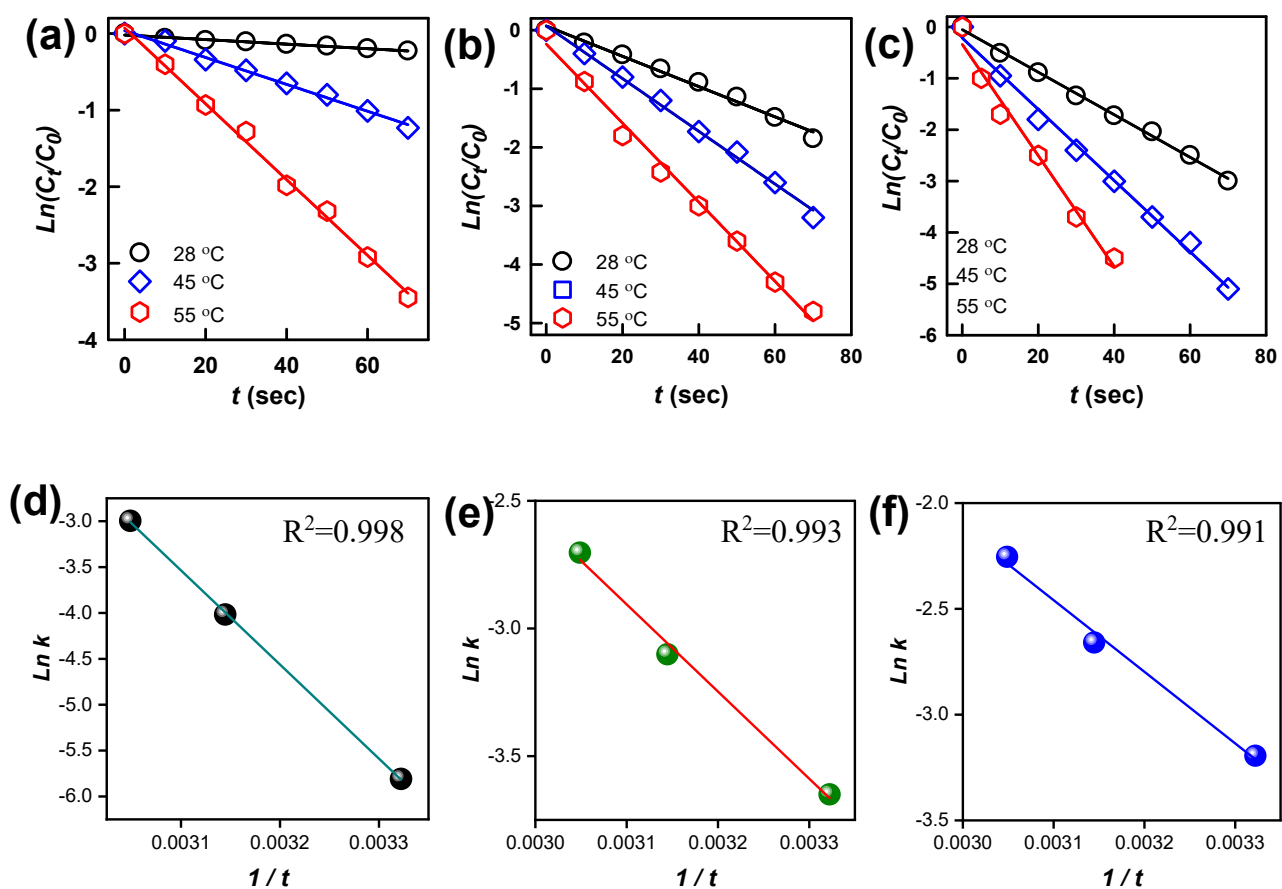 (a)
Ln(Ct/C0)
0
-1
-2
-3
-4
28 °C
45 °C
55 °C
0 20 40 60
t (sec)
(b)
Ln(Ct/C0)
0
-1
-2
-3
-4
-5
28 °C
45 °C
55 °C
0 20 40 60 80
t (sec)
(c)
Ln(Ct/C0)
0
-1
-2
-3
-4
-5
-6
28 °C
45 °C
55 °C
0 20 40 60 80
t (sec)
(d)
R²=0.998
Ln k
-3.0
-3.5
-4.0
-4.5
-5.0
-5.5
-6.0
0.0031 0.0032 0.0033
1 / t
(e)
R²=0.993
Ln k
-2.5
-3.0
-3.5
0.0030 0.0031 0.0032 0.0033
1 / t
(f)
R²=0.991
Ln k
-2.0
-2.5
-3.0
-3.5
0.0030 0.0031 0.0032 0.0033
1 / t